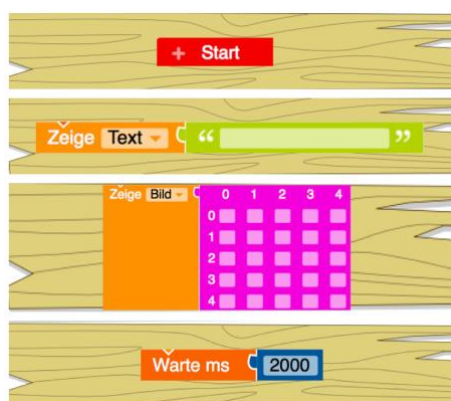 + Start
Zeige Text “ ”
Zeige Bild 0 1 2 3 4
0
1
2
3
4
Warte ms 2000